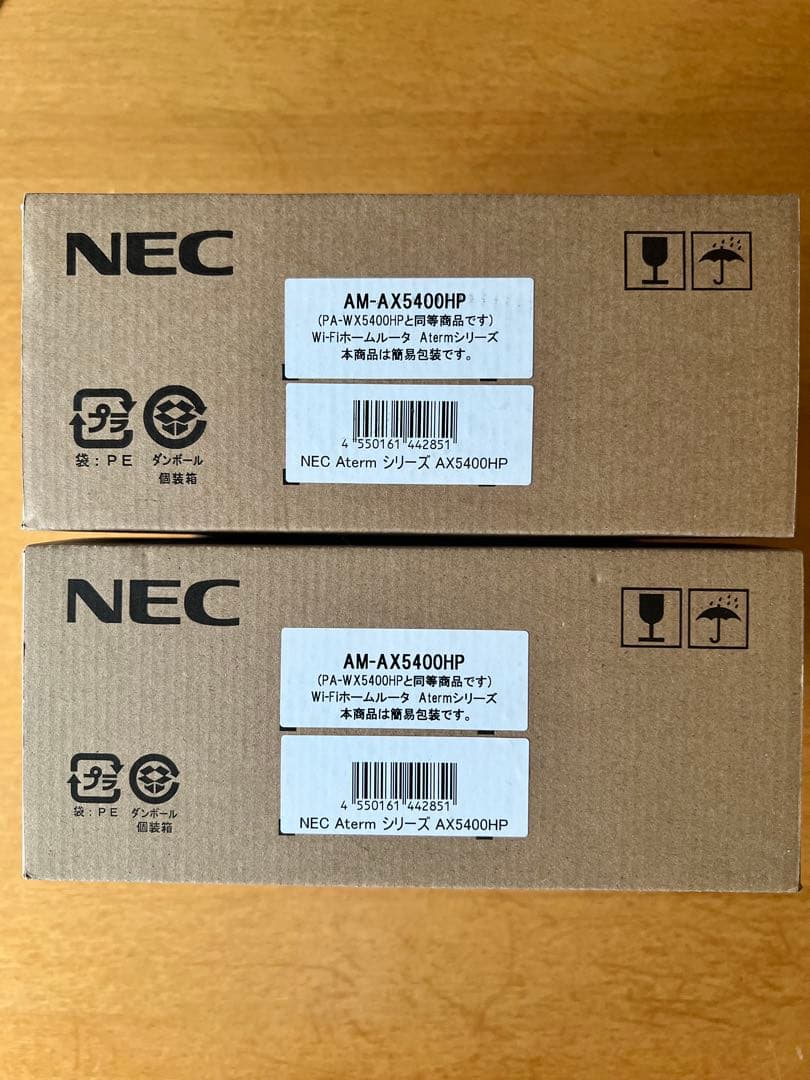 NEC
AM-AX5400HP
(PA-WX5400HPと同等商品です)
Wi-Fiホームルータ Atermシリーズ
本商品は簡易包装です。
プラ
袋:PE
ダンボール
個装箱
4 550161 442851
NEC Aterm シリーズ AX5400HP
NEC
AM-AX5400HP
(PA-WX5400HPと同等商品です)
Wi-Fiホームルータ Atermシリーズ
本商品は簡易包装です。
プラ
袋:PE
ダンボール
個装箱
4 550161 442851
NEC Aterm シリーズ AX5400HP